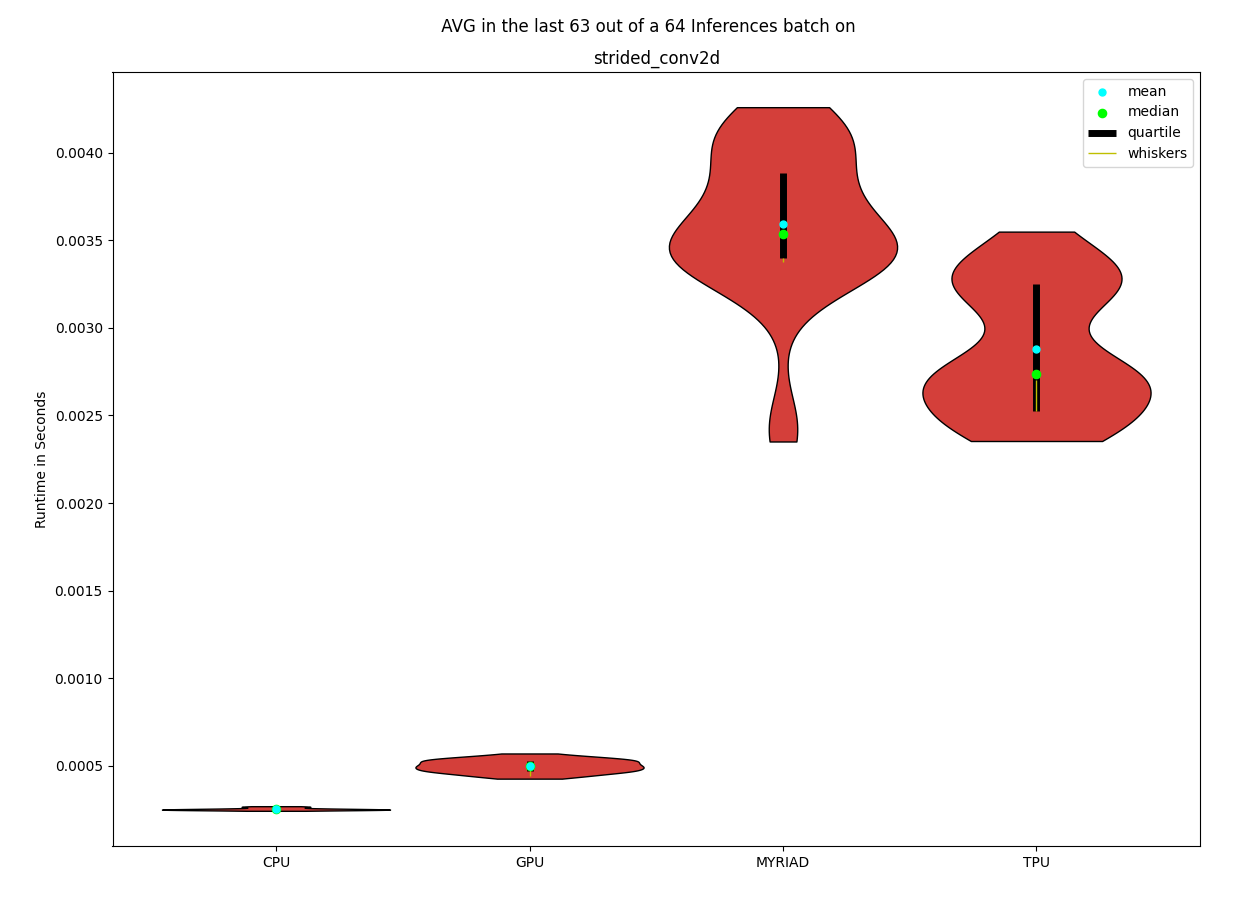 AVG in the last 63 out of a 64 Inferences batch on
strided_conv2d
mean
median
quartile
whiskers
Runtime in Seconds
0.0040
0.0035
0.0030
0.0025
0.0020
0.0015
0.0010
0.0005
CPU
GPU
MYRIAD
TPU